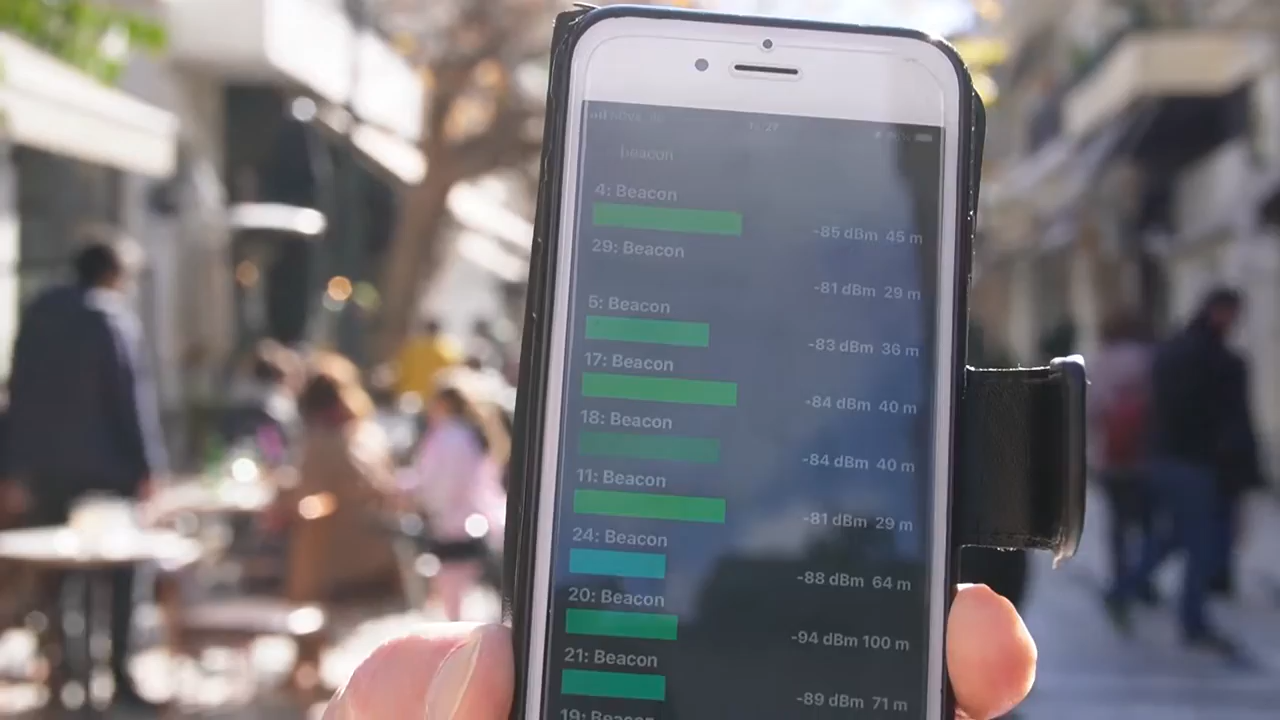 beacon
4: Beacon
-85 dBm 45 m
29: Beacon
-81 dBm 29 m
5: Beacon
-83 dBm 36 m
17: Beacon
-84 dBm 40 m
18: Beacon
-84 dBm 40 m
11: Beacon
-81 dBm 29 m
24: Beacon
-88 dBm 64 m
20: Beacon
-94 dBm 100 m
21: Beacon
-89 dBm 71 m
19: Beacon